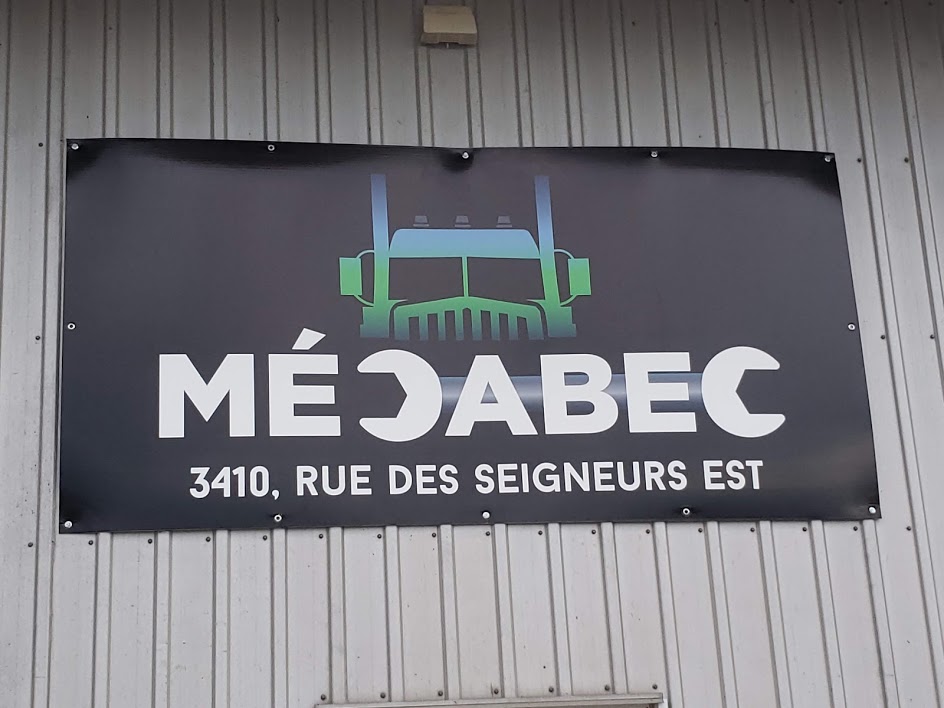 MÉCABEC
3410, RUE DES SEIGNEURS EST